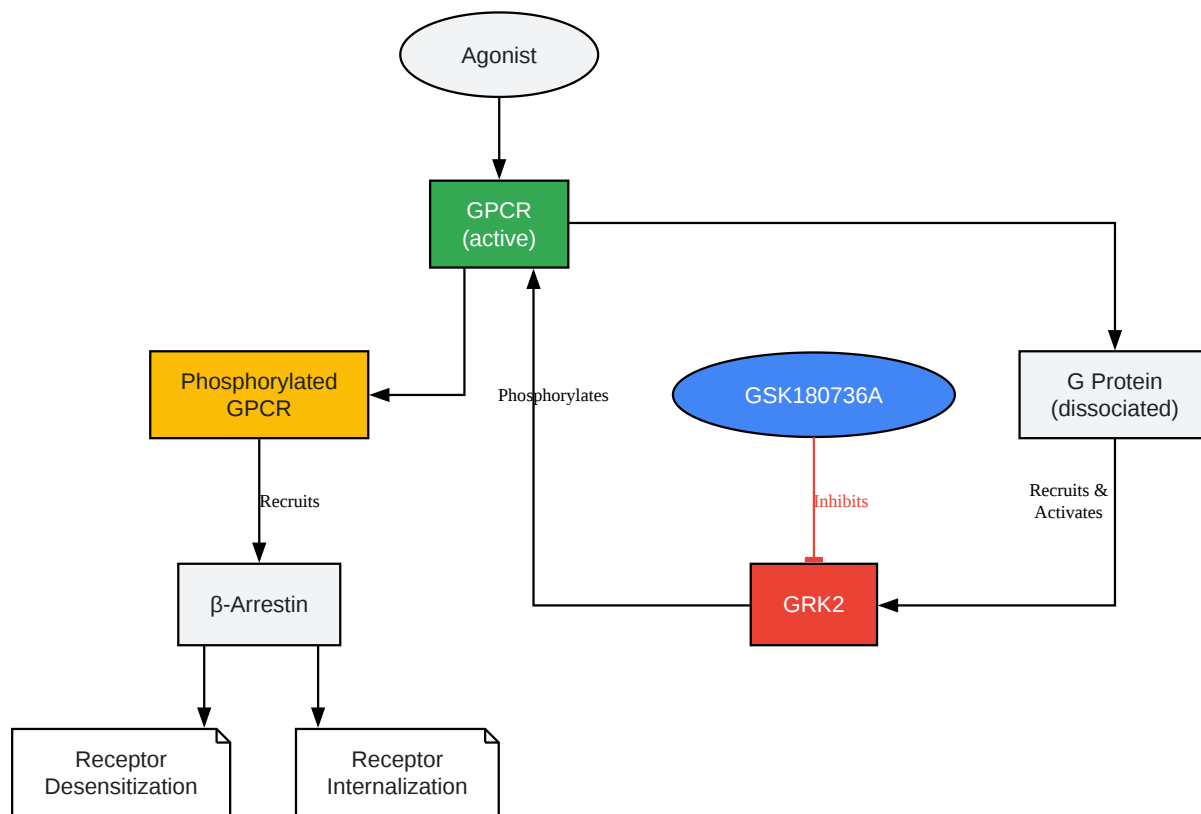 Agonist
GPCR
(active)
Phosphorylated
GPCR
Phosphorylates
GSK180736A
G Protein
(dissociated)
Recruits
Inhibits
Recruits &
Activates
β-Arrestin
GRK2
Receptor
Desensitization
Receptor
Internalization